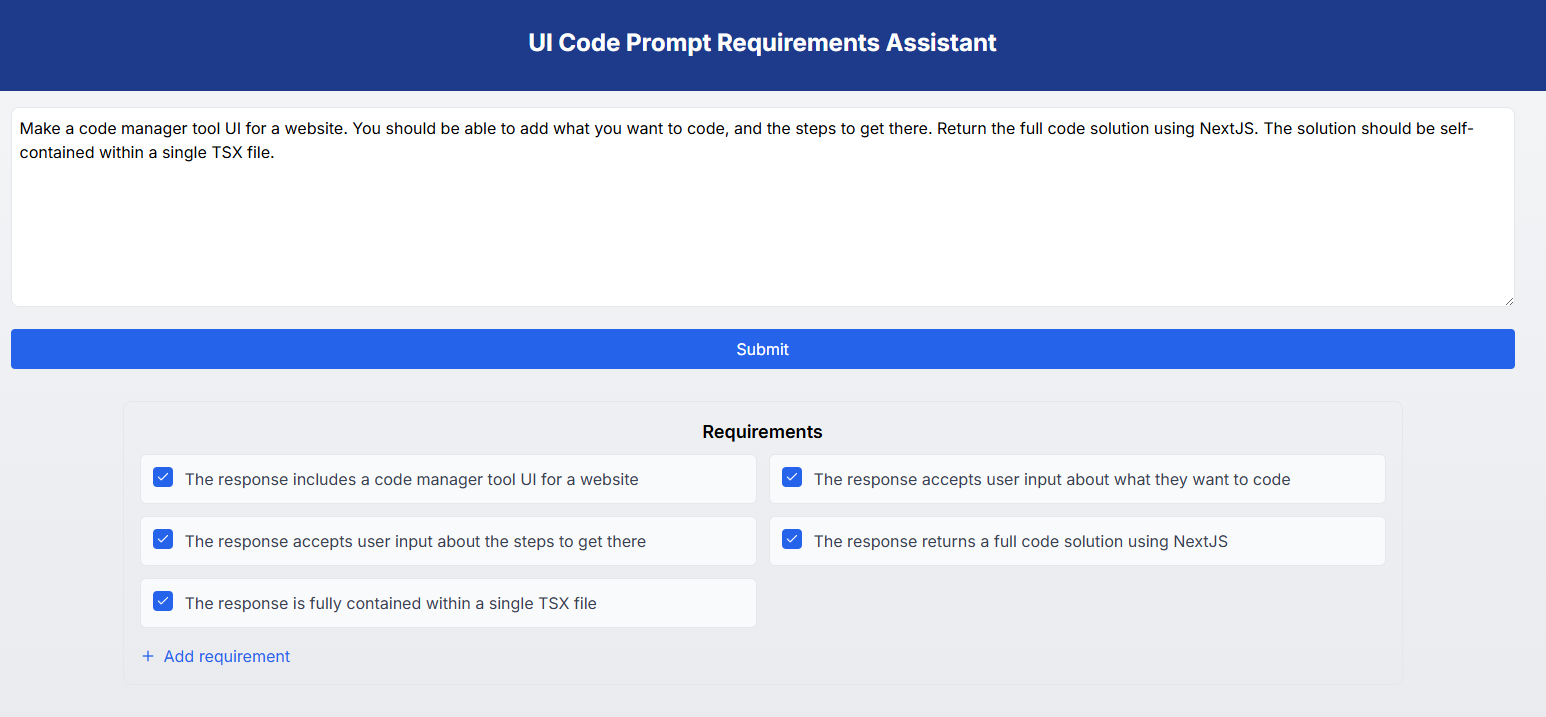 UI Code Prompt Requirements Assistant
Make a code manager tool UI for a website. You should be able to add what you want to code, and the steps to get there. Return the full code solution using NextJS. The solution should be self-
contained within a single TSX file.
Submit
Requirements
The response includes a code manager tool UI for a website
The response accepts user input about what they want to code
The response accepts user input about the steps to get there
The response returns a full code solution using NextJS
The response is fully contained within a single TSX file
+ Add requirement